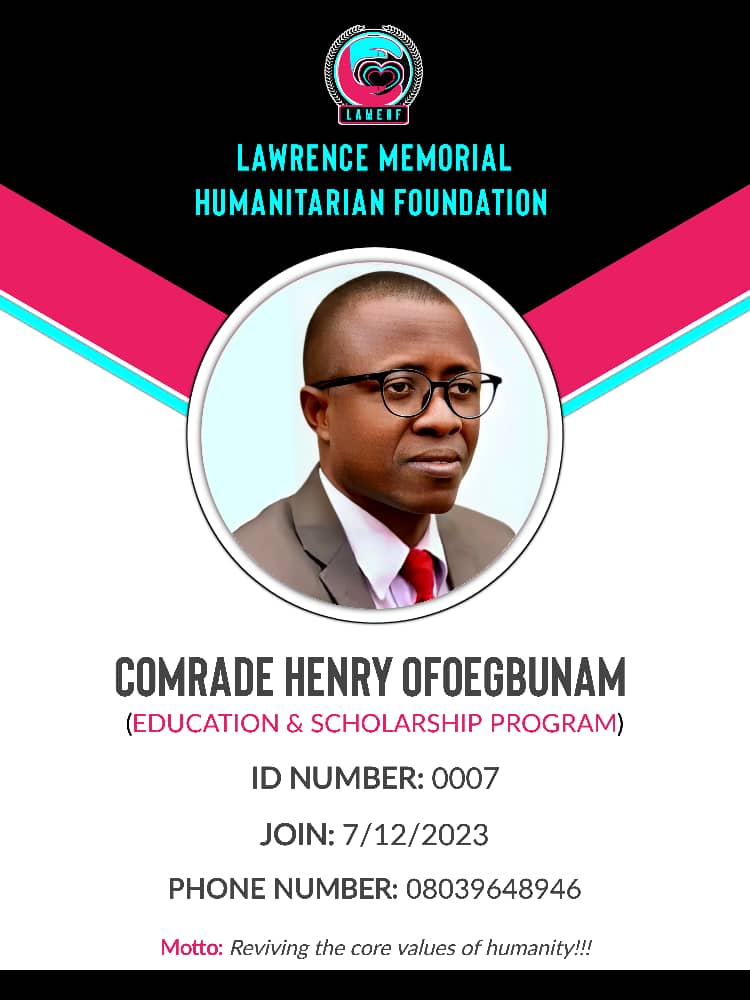 LAMEHF
LAWRENCE MEMORIAL
HUMANITARIAN FOUNDATION
COMRADE HENRY OFOEGBUNAM
(EDUCATION & SCHOLARSHIP PROGRAM)
ID NUMBER: 0007
JOIN: 7/12/2023
PHONE NUMBER: 08039648946
Motto: Reviving the core values of humanity!!!